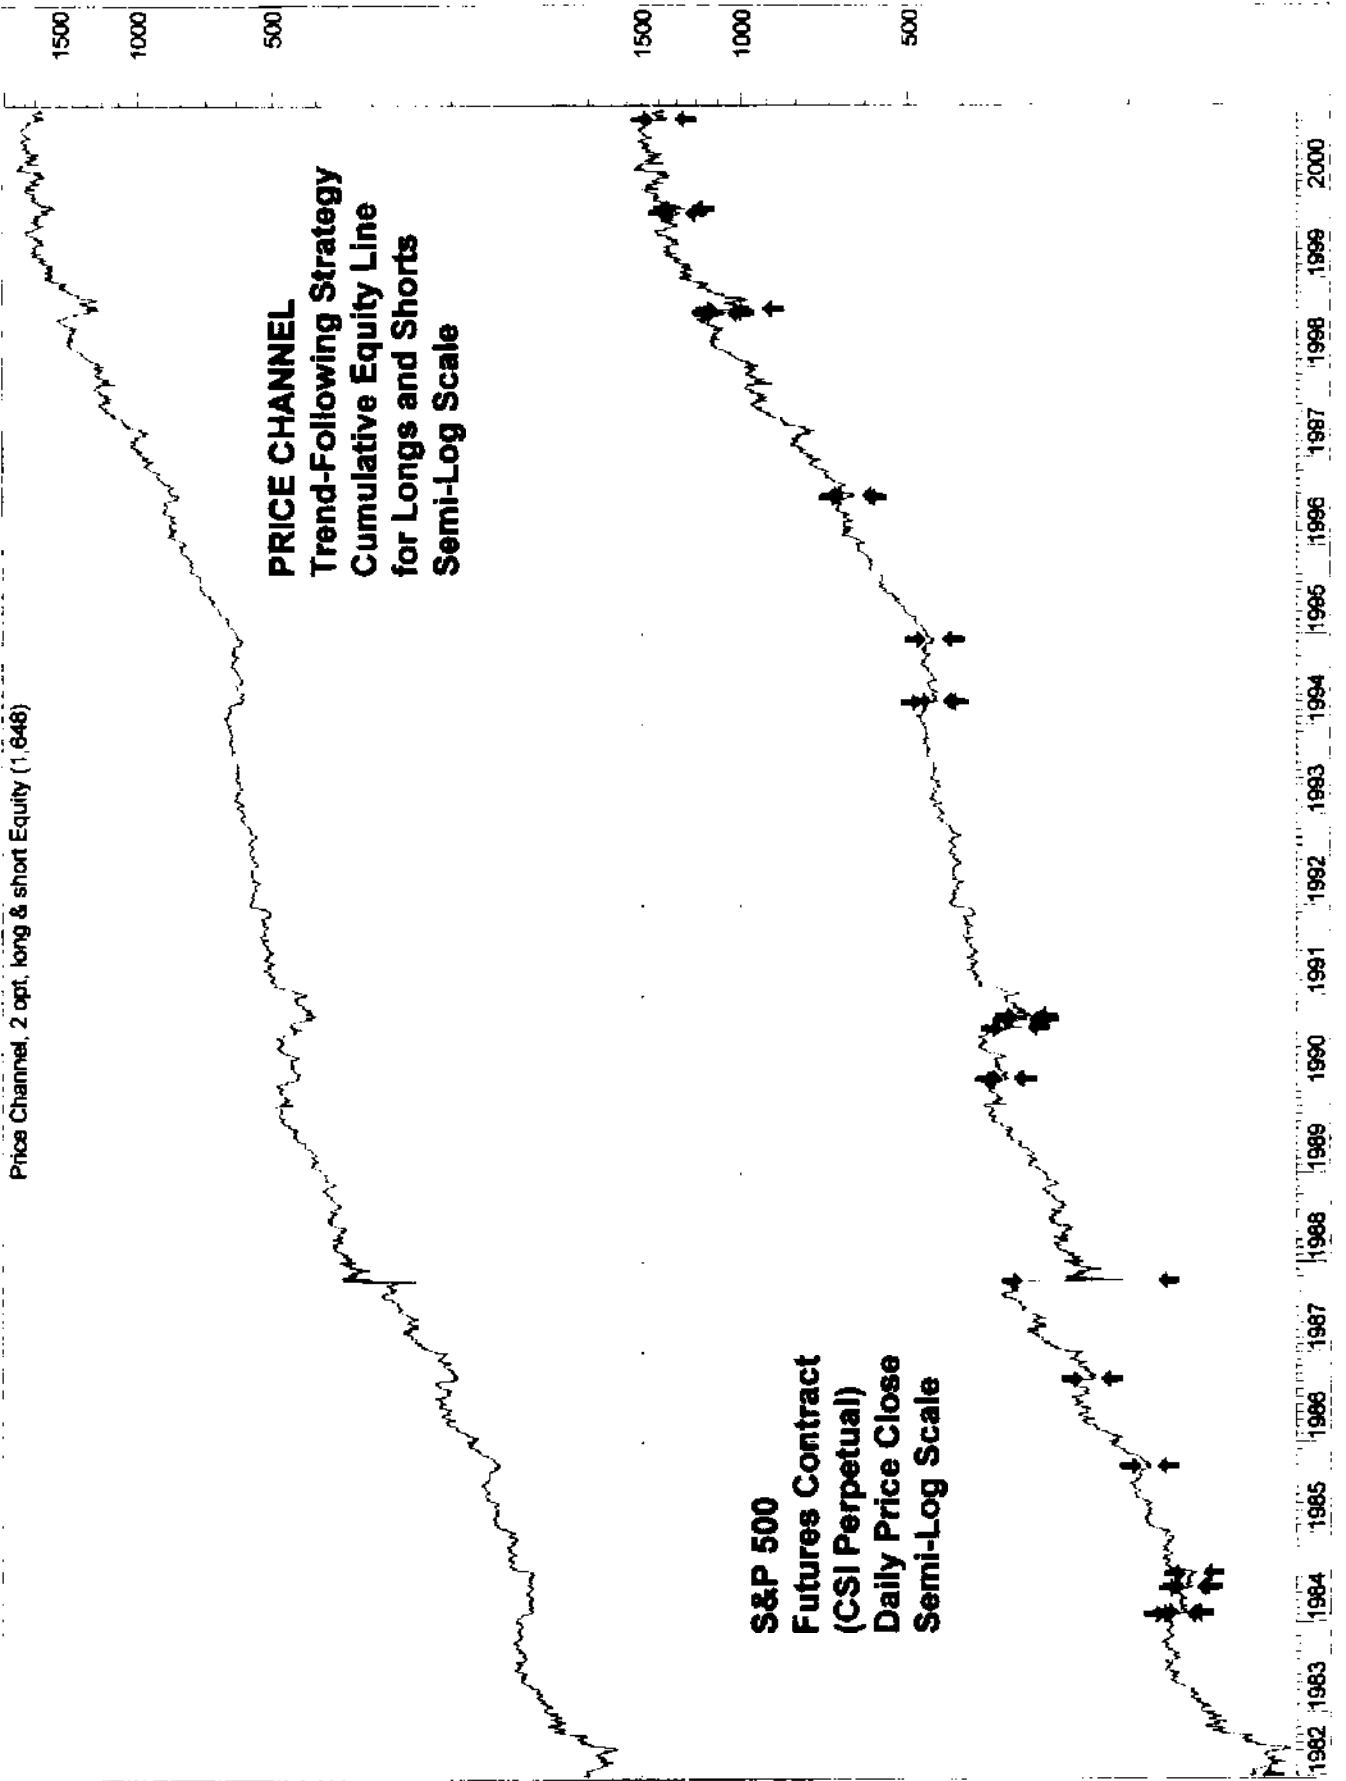 Price Channel, 2 opt, long & short Equity (1,648)
1500
1000
500
PRICE CHANNEL
Trend-Following Strategy
Cumulative Equity Line
for Longs and Shorts
Semi-Log Scale
1500
1000
500
S&P 500
Futures Contract
(CSI Perpetual)
Daily Price Close
Semi-Log Scale
1982 1983 1984 1985 1986 1987 1988 1989 1990 1991 1992 1993 1994 1995 1996 1997 1998 1999 2000